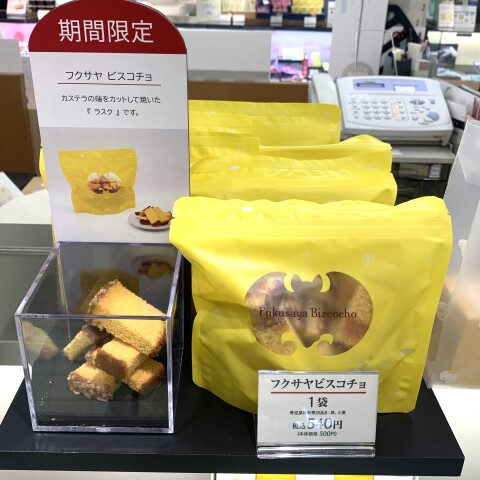 期間限定
フクサヤ ビスコチョ
カステラの端をカットして焼いた
『 ラスク 』です。
Fukusaya Bizcocho
フクサヤビスコチョ
1袋
税込540円
(本体価格 500円)